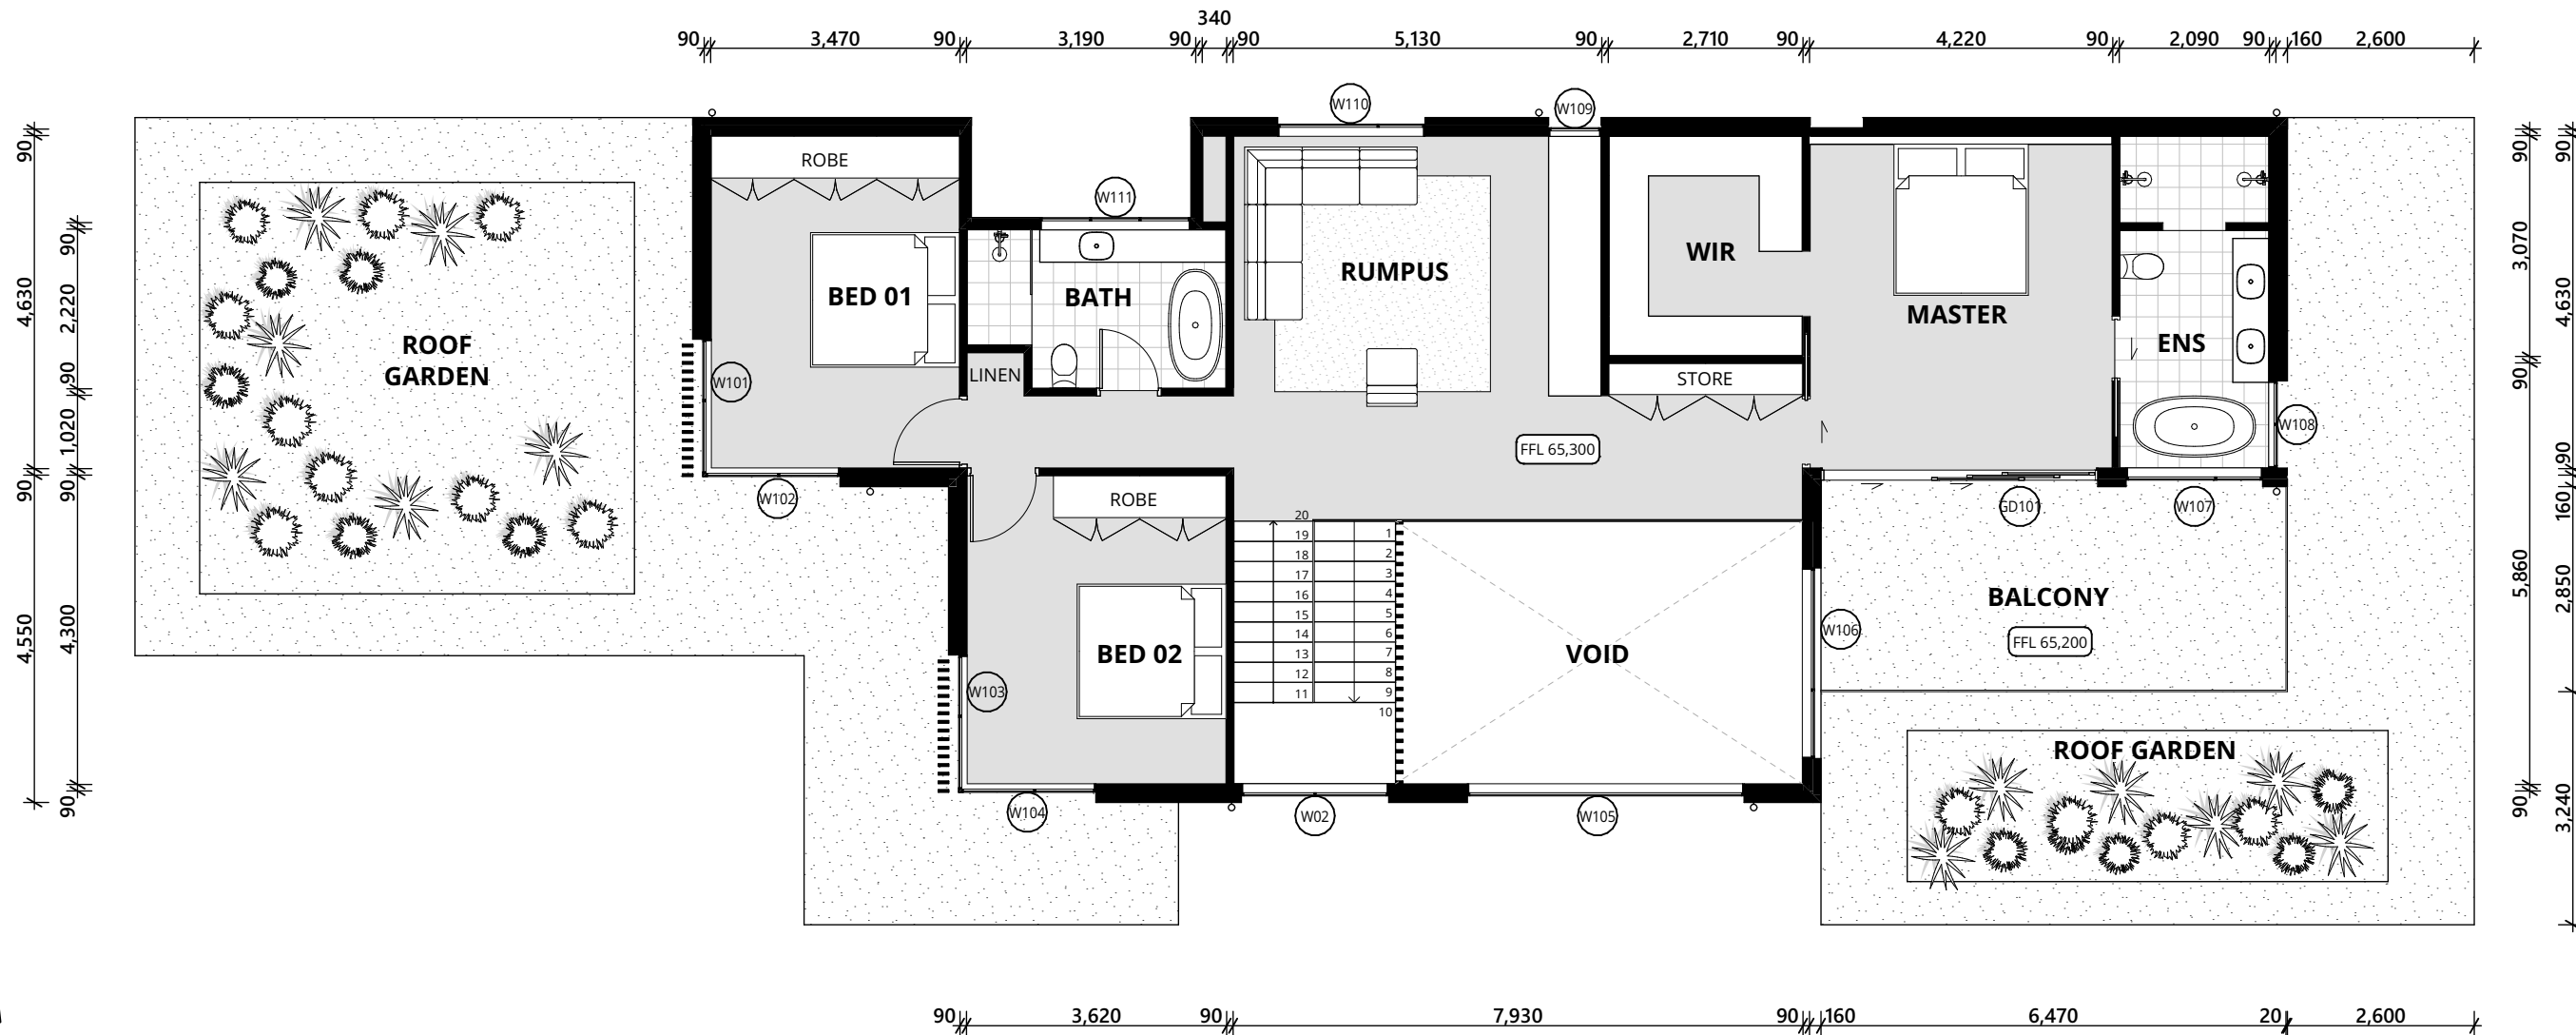 340
90 3,470 90 3,190 90 90 5,130 90 2,710 90 4,220 90 2,090 90 160 2,600
W110
W109
ROBE
W111
90
90
90
90
BED 01
BATH
RUMPUS
WIR
MASTER
3,070
4,630
2,220
4,630
ROOF
GARDEN
ENS
W101
LINEN
STORE
90
90
W108
1,020
FFL 65,300
90
90
90
W102
ROBE
GD101
W107
160
20
19 1
18 2
17 3
16 4
15 5
14 6
13 7
12 8
11 9
10
5,860
2,850
BALCONY
FFL 65,200
W106
4,550
4,300
BED 02
VOID
W103
ROOF GARDEN
90
W104
W02
W105
90
3,240
90 3,620 90 7,930 90 160 6,470 20 2,600